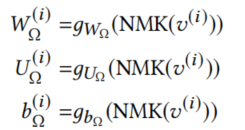 W_Ω^(i) = g_{W_Ω}(NMK(v^(i)))
U_Ω^(i) = g_{U_Ω}(NMK(v^(i)))
b_Ω^(i) = g_{b_Ω}(NMK(v^(i)))